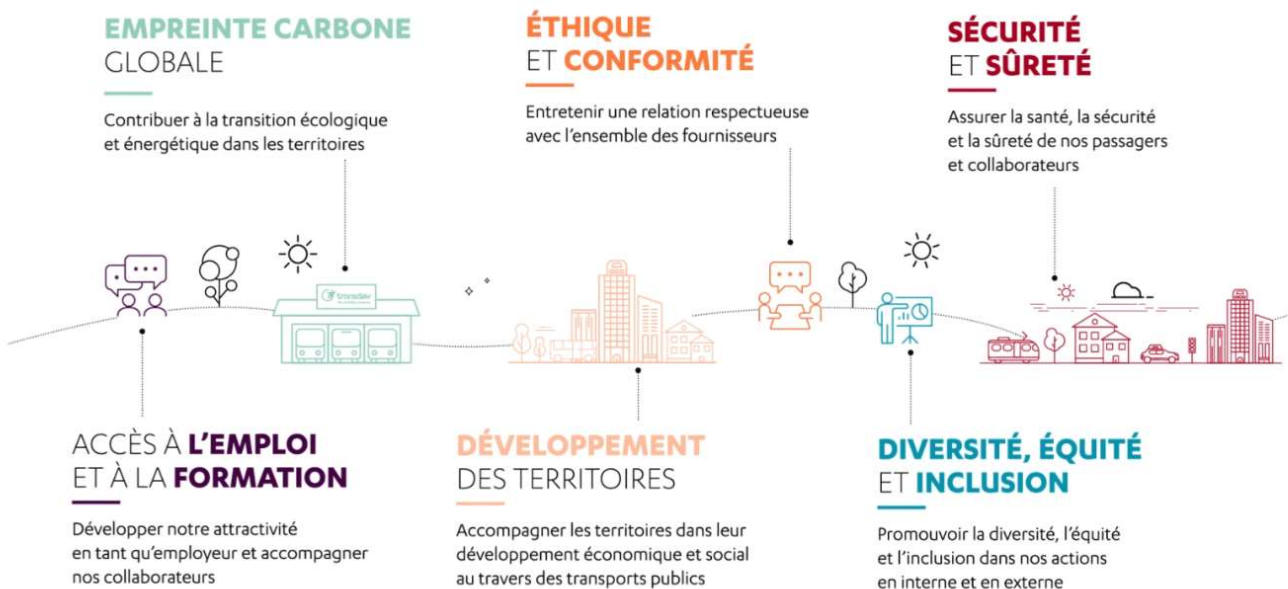 EMPREINTE CARBONE
GLOBALE
Contribuer à la transition écologique
et énergétique dans les territoires
ÉTHIQUE
ET CONFORMITÉ
Entretenir une relation respectueuse
avec l'ensemble des fournisseurs
SÉCURITÉ
ET SÛRETÉ
Assurer la santé, la sécurité
et la sûreté de nos passagers
et collaborateurs
transdev
ACCÈS À L'EMPLOI
ET À LA FORMATION
Développer notre attractivité
en tant qu'employeur et accompagner
nos collaborateurs
DÉVELOPPEMENT
DES TERRITOIRES
Accompagner les territoires dans leur
développement économique et social
au travers des transports publics
DIVERSITÉ, ÉQUITÉ
ET INCLUSION
Promouvoir la diversité, l'équité
et l'inclusion dans nos actions
en interne et en externe